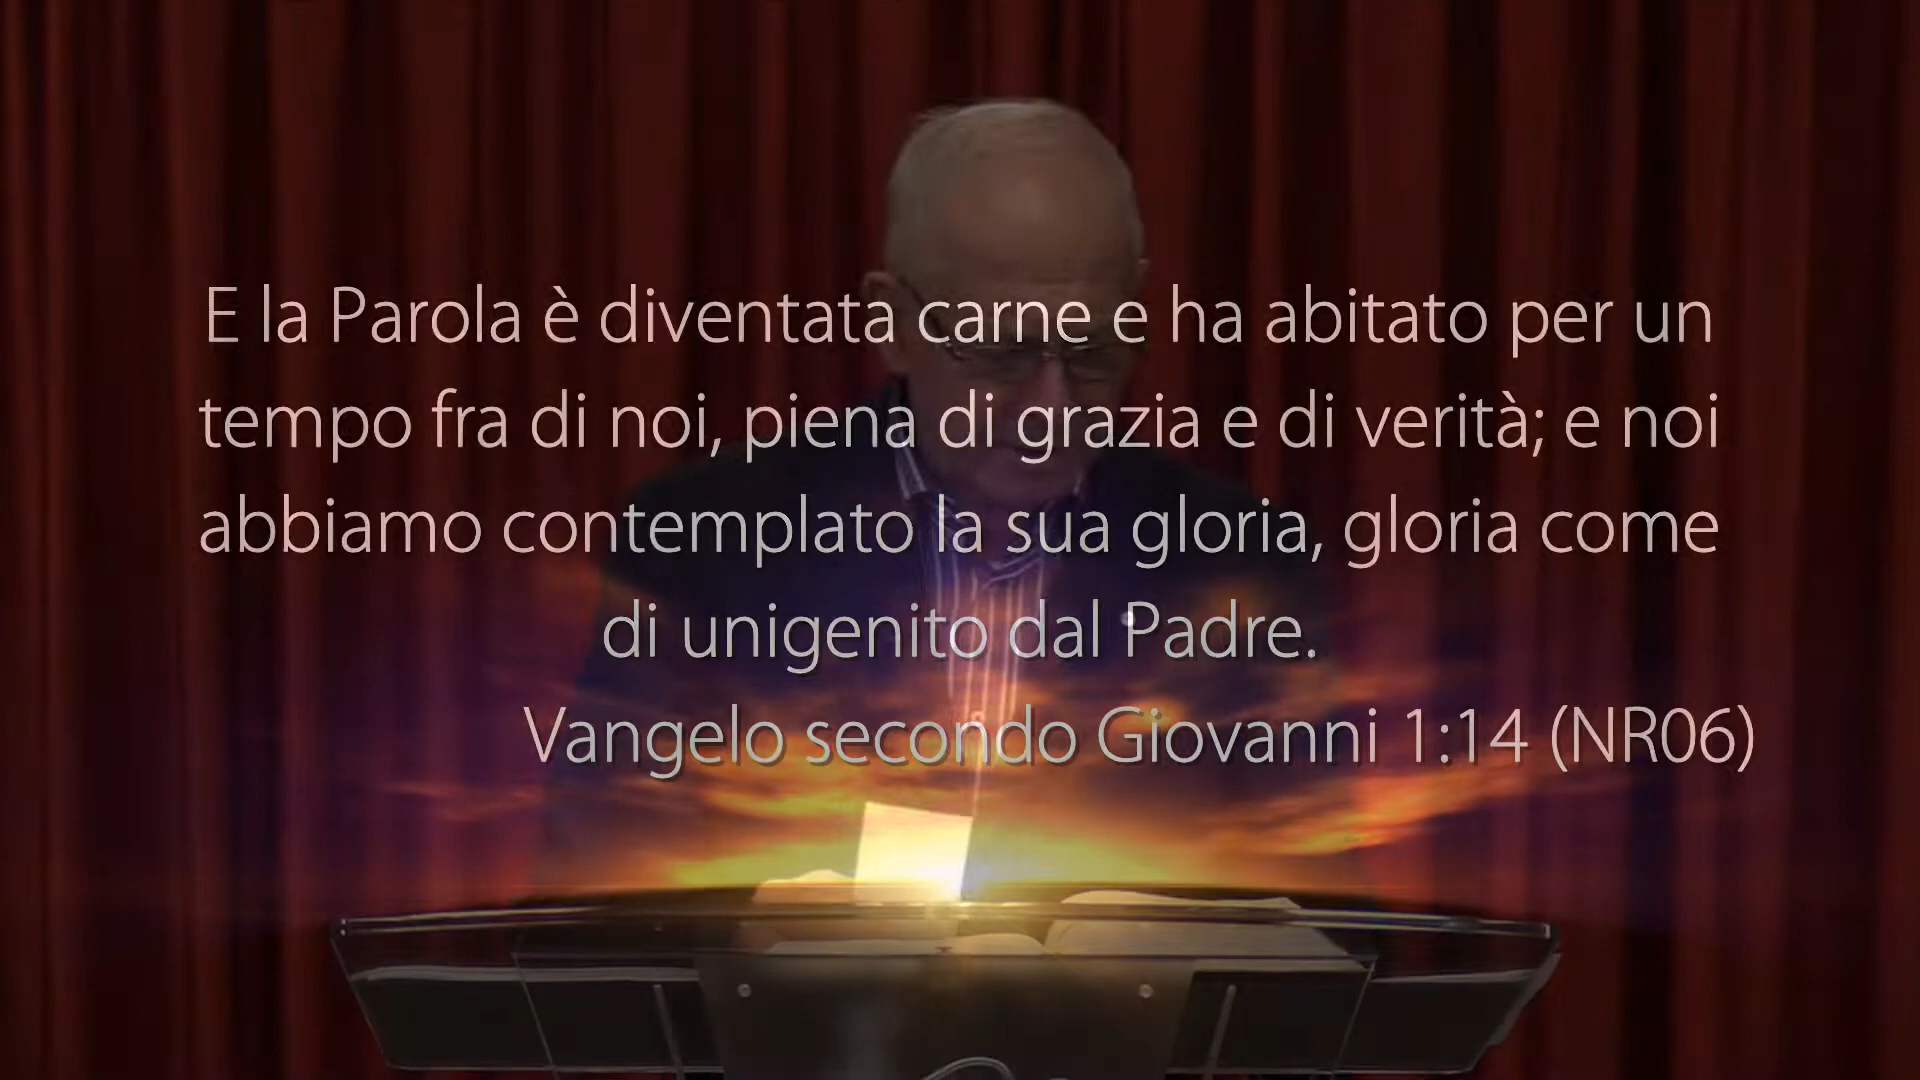 E la Parola è diventata carne e ha abitato per un
tempo fra di noi, piena di grazia e di verità; e noi
abbiamo contemplato la sua gloria, gloria come
di unigenito dal Padre.
Vangelo secondo Giovanni 1:14 (NR06)